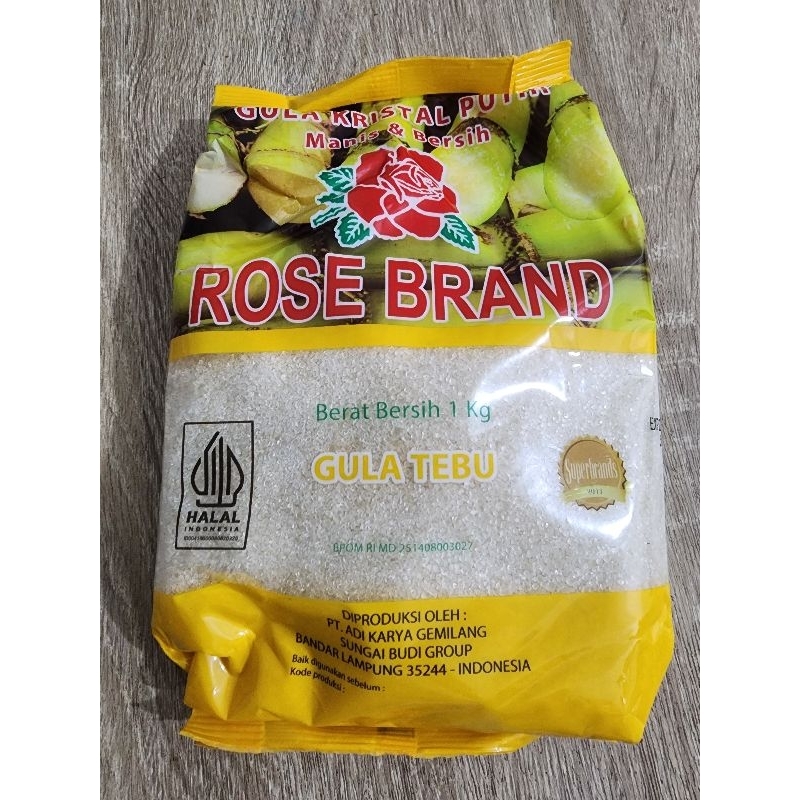 GULA KRISTAL PUTIH
Manis & Bersih
ROSE BRAND
Berat Bersih 1 Kg
GULA TEBU
HALAL
INDONESIA
Superbrands
BPOM RI MD 251408003027
DIPRODUKSI OLEH :
PT. ADI KARYA GEMILANG
SUNGAI BUDI GROUP
BANDAR LAMPUNG 35244 - INDONESIA
Baik digunakan sebelum :
Kode produksi :